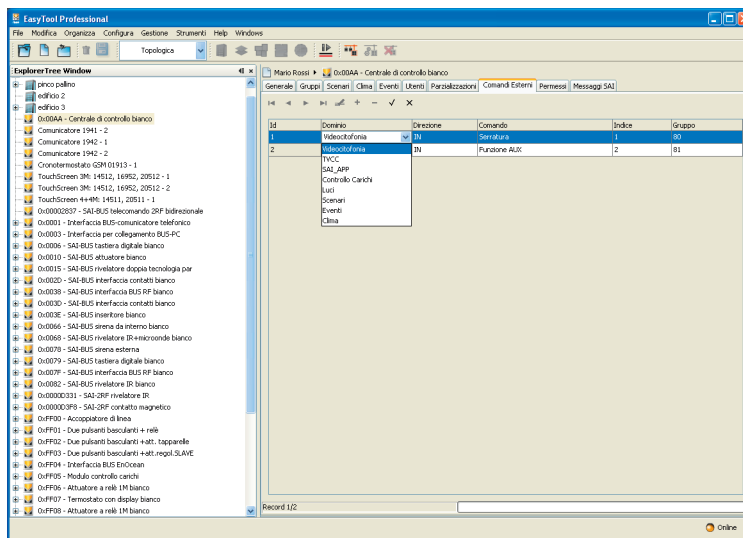 EasyTool Professional
File Modifica Organizza Configura Gestione Strumenti Help Windows
Topologica
ExplorerTree Window
pinco pallino
edificio 2
edificio 3
0x00AA - Centrale di controllo bianco
Comunicatore 1941 - 2
Comunicatore 1942 - 1
Comunicatore 1942 - 2
Cronotermostato GSM 01913 - 1
TouchScreen 3M: 14512, 16952, 20512 - 1
TouchScreen 3M: 14512, 16952, 20512 - 2
TouchScreen 4+4M: 14511, 20511 - 1
0x00002837 - SAI-BUS telecomando 2RF bidirezionale
0x0001 - Interfaccia BUS-comunicatore telefonico
0x0003 - Interfaccia per collegamento BUS-PC
0x0006 - SAI-BUS tastiera digitale bianco
0x0010 - SAI-BUS attuatore bianco
0x0015 - SAI-BUS rivelatore doppia tecnologia par
0x002D - SAI-BUS interfaccia contatti bianco
0x0038 - SAI-BUS interfaccia BUS RF bianco
0x003D - SAI-BUS interfaccia contatti bianco
0x003E - SAI-BUS inseritore bianco
0x0066 - SAI-BUS sirena da interno bianco
0x0068 - SAI-BUS rivelatore IR+microonde bianco
0x0078 - SAI-BUS sirena esterna
0x0079 - SAI-BUS tastiera digitale bianco
0x007F - SAI-BUS interfaccia BUS RF bianco
0x0082 - SAI-BUS rivelatore IR bianco
0x0000D331 - SAI-2RF rivelatore IR
0x0000D3F8 - SAI-2RF contatto magnetico
0xFF00 - Accoppiatore di linea
0xFF01 - Due pulsanti basculanti + relè
0xFF02 - Due pulsanti basculanti +att. tapparelle
0xFF03 - Due pulsanti basculanti +att.regol.SLAVE
0xFF04 - Interfaccia BUS EnOcean
0xFF05 - Modulo controllo carichi
0xFF06 - Attuatore a relè 1M bianco
0xFF07 - Termostato con display bianco
0xFF08 - Attuatore a relè 1M bianco
Mario Rossi 0x00AA - Centrale di controllo bianco
Generale Gruppi Scenari Clima Eventi Utenti Parzializzazioni Comandi Esterni Permessi Messaggi SAI
Id Dominio Direzione Comando Indice Gruppo
1 Videocitofonia IN Serratura 1 80
2 Videocitofonia IN Funzione AUX 2 81
TVCC
SAI_APP
Controllo Carichi
Luci
Scenari
Eventi
Clima
Record 1/2
Online